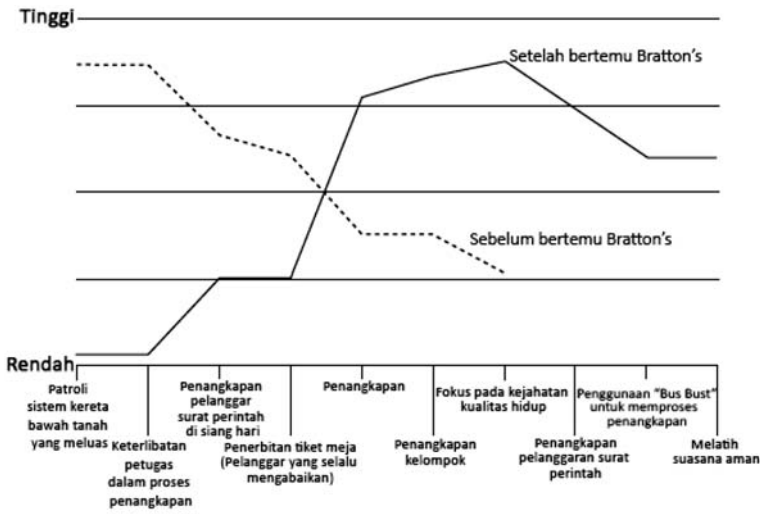 Tinggi
Setelah bertemu Bratton's
Sebelum bertemu Bratton's
Rendah
Patroli
sistem kereta
bawah tanah
yang meluas
Keterlibatan
petugas
dalam proses
penangkapan
Penangkapan
pelanggar
surat perintah
di siang hari
Penerbitan tiket meja
(Pelanggar yang selalu
mengabaikan)
Penangkapan
Penangkapan
kelompok
Fokus pada kejahatan
kualitas hidup
Penangkapan
pelanggaran surat
perintah
Penggunaan "Bus Bust"
untuk memproses
penangkapan
Melatih
suasana aman